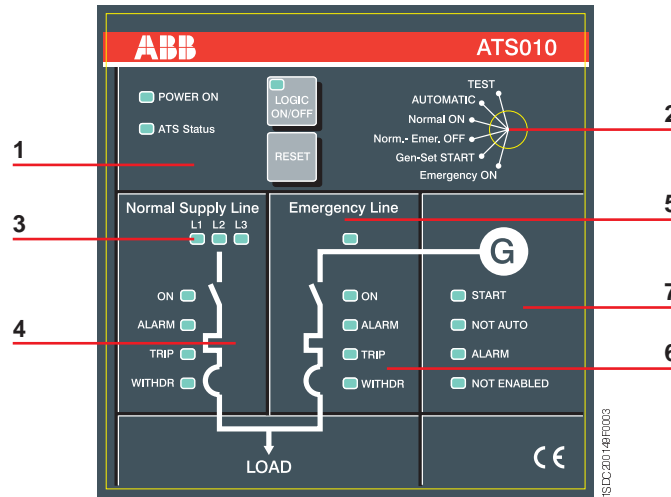 ABB ATS010
POWER ON
ATS Status
LOGIC
ON/OFF
RESET
TEST
AUTOMATIC
Normal ON
Norm.- Emer. OFF
Gen-Set START
Emergency ON
1
2
Normal Supply Line
L1 L2 L3
3
Emergency Line
5
G
ON
ALARM
TRIP
WITHDR
4
ON
ALARM
TRIP
WITHDR
6
START
NOT AUTO
ALARM
NOT ENABLED
7
LOAD
CE
1SDC200149F0003